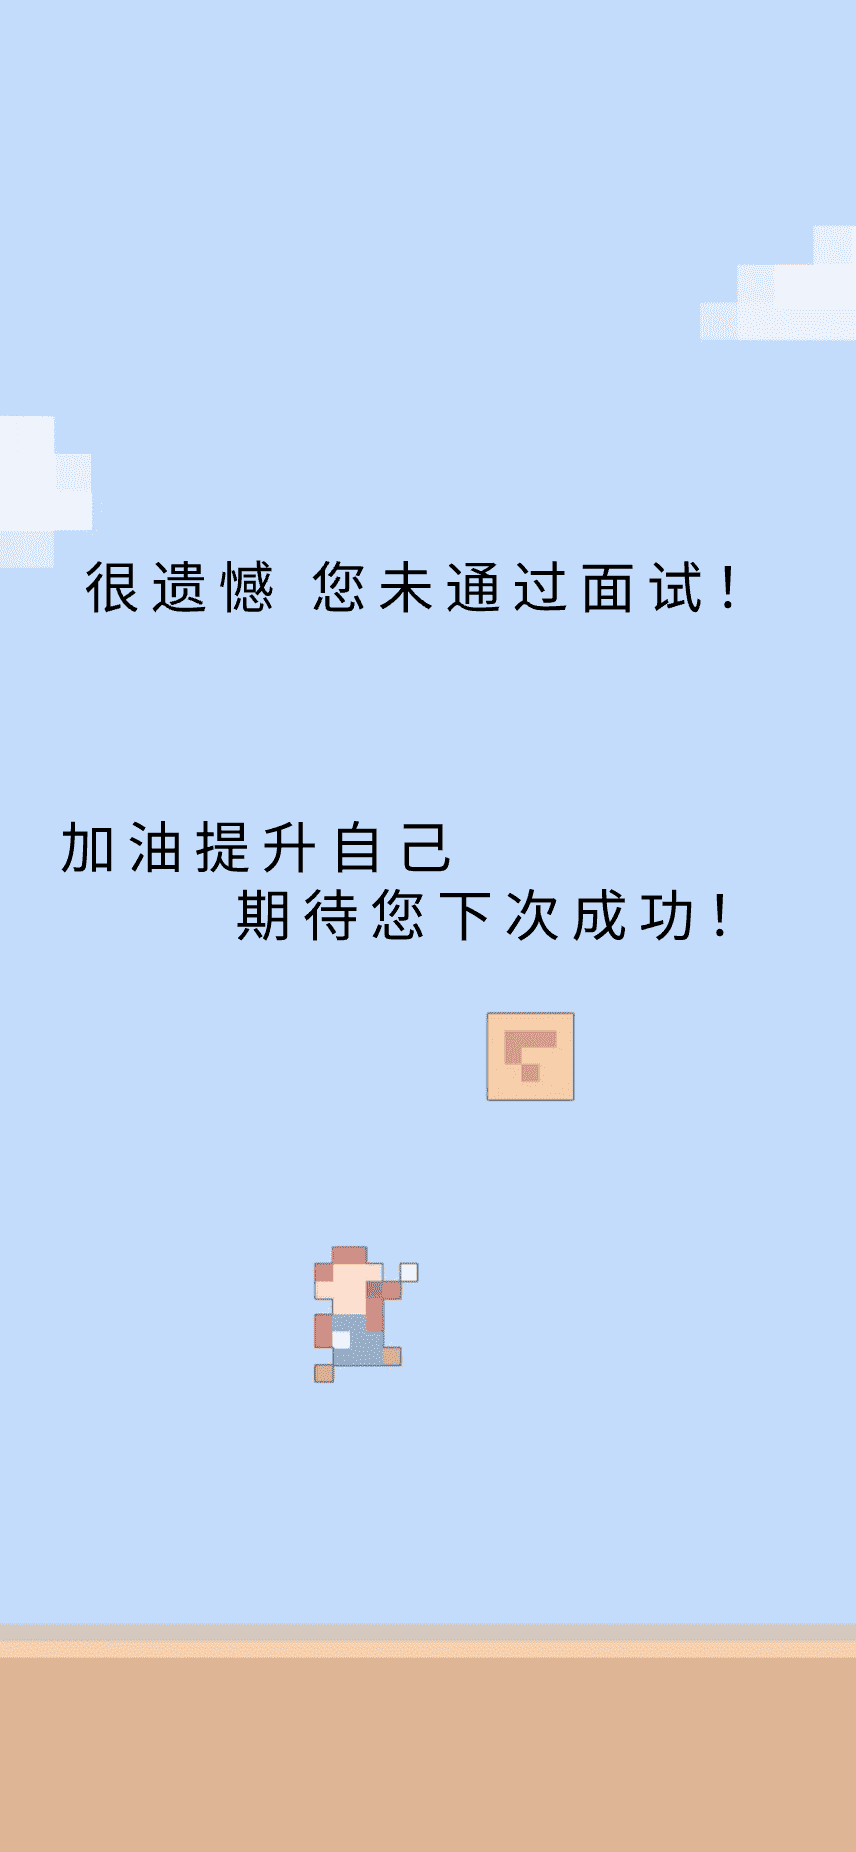 很遗憾 您未通过面试！
加油提升自己
期待您下次成功！